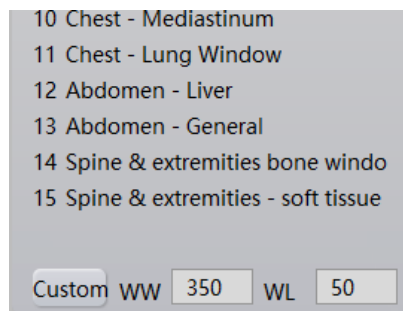 10 Chest - Mediastinum
11 Chest - Lung Window
12 Abdomen - Liver
13 Abdomen - General
14 Spine & extremities bone windo
15 Spine & extremities - soft tissue
Custom WW 350 WL 50